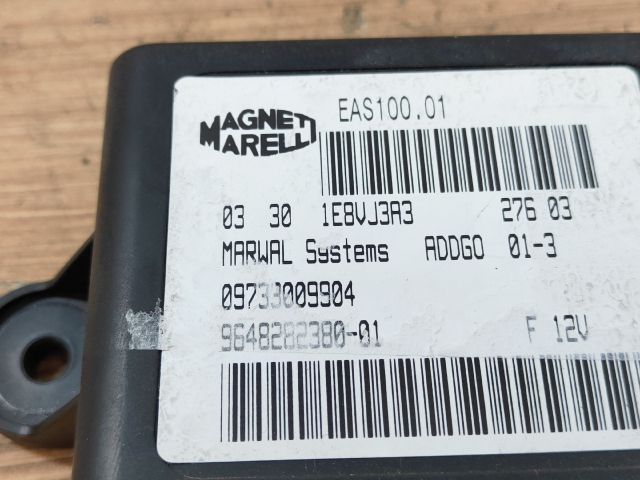 EAS100.01
MAGNETI
MARELLI
03 30 1E8VJ3A3 276 03
MARWAL Systems ADDGO 01-3
09733009904
9648282380-01 F 12V